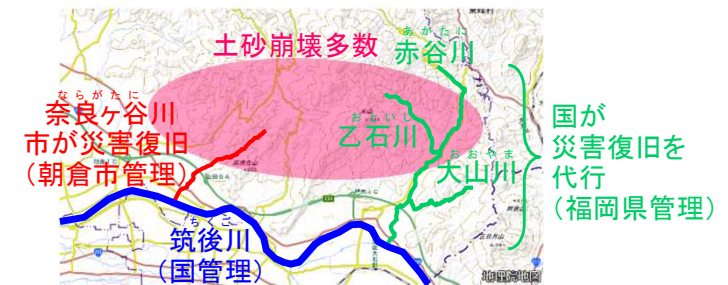 土砂崩壊多数
あかたに
赤谷川
ならがたに
奈良ヶ谷川
市が災害復旧
（朝倉市管理）
おといし
乙石川
おおやま
大山川
国が
災害復旧を
代行
（福岡県管理）
ちくご
筑後川
（国管理）
地理院地図